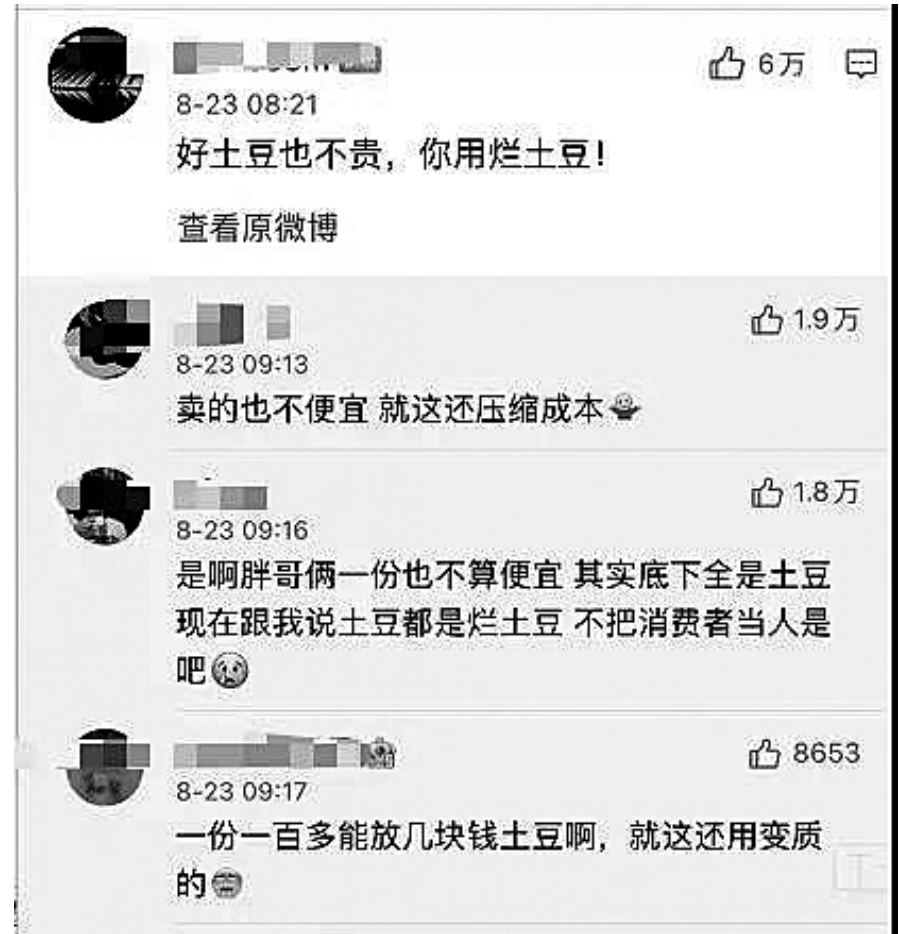 6万
8-23 08:21
好土豆也不贵，你用烂土豆！
查看原微博
1.9万
8-23 09:13
卖的也不便宜 就这还压缩成本
1.8万
8-23 09:16
是啊胖哥俩一份也不算便宜 其实底下全是土豆
现在跟我说土豆都是烂土豆 不把消费者当人是
吧
8653
8-23 09:17
一份一百多能放几块钱土豆啊，就这还用变质
的